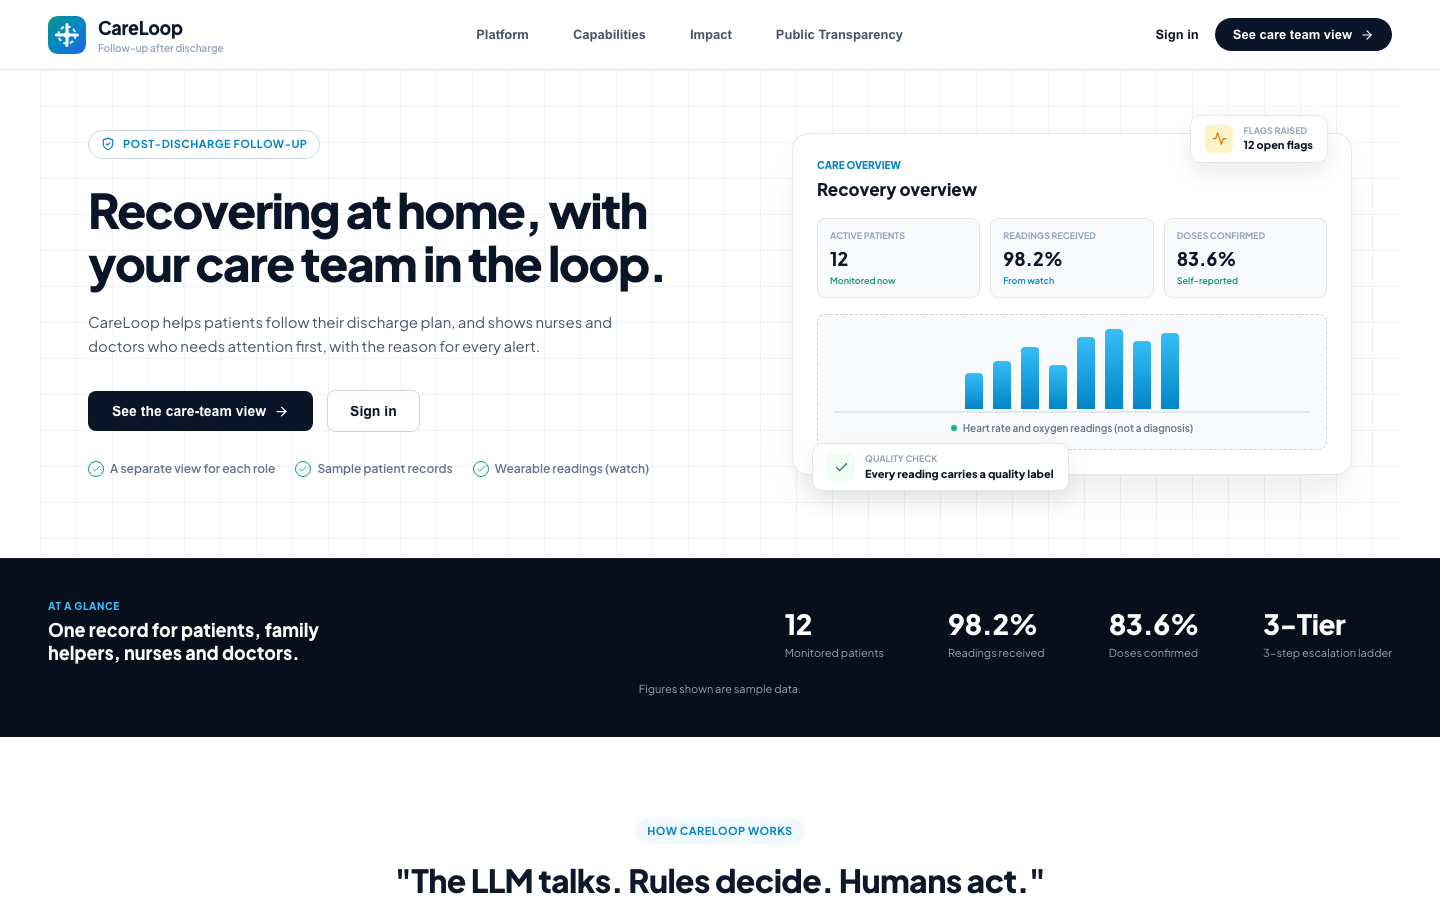 CareLoop
Follow-up after discharge
Platform
Capabilities
Impact
Public Transparency
Sign in
See care team view
POST-DISCHARGE FOLLOW-UP
Recovering at home, with
your care team in the loop.
CareLoop helps patients follow their discharge plan, and shows nurses and
doctors who needs attention first, with the reason for every alert.
See the care-team view
Sign in
A separate view for each role
Sample patient records
Wearable readings (watch)
FLAGS RAISED
12 open flags
CARE OVERVIEW
Recovery overview
ACTIVE PATIENTS
12
Monitored now
READINGS RECEIVED
98.2%
From watch
DOSES CONFIRMED
83.6%
Self-reported
Heart rate and oxygen readings (not a diagnosis)
QUALITY CHECK
Every reading carries a quality label
AT A GLANCE
One record for patients, family
helpers, nurses and doctors.
12
Monitored patients
98.2%
Readings received
83.6%
Doses confirmed
3-Tier
3-step escalation ladder
Figures shown are sample data.
HOW CARELOOP WORKS
"The LLM talks. Rules decide. Humans act."